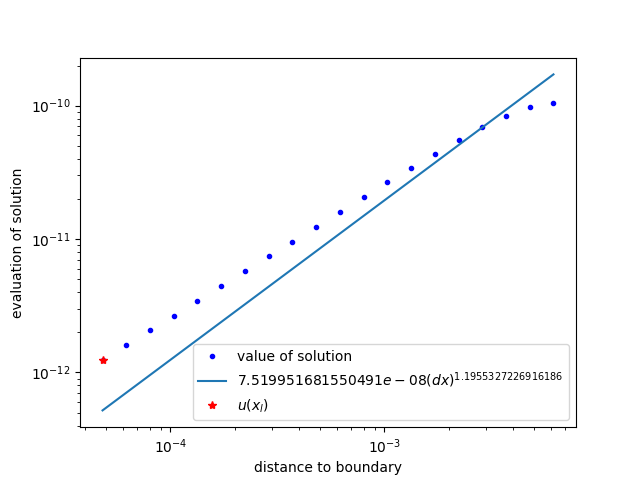 10⁻¹⁰
10⁻¹¹
10⁻¹²
evaluation of solution
value of solution
7.519951681550491e − 08(dx)^1.1955327226916186
u(x_l)
10⁻⁴
10⁻³
distance to boundary